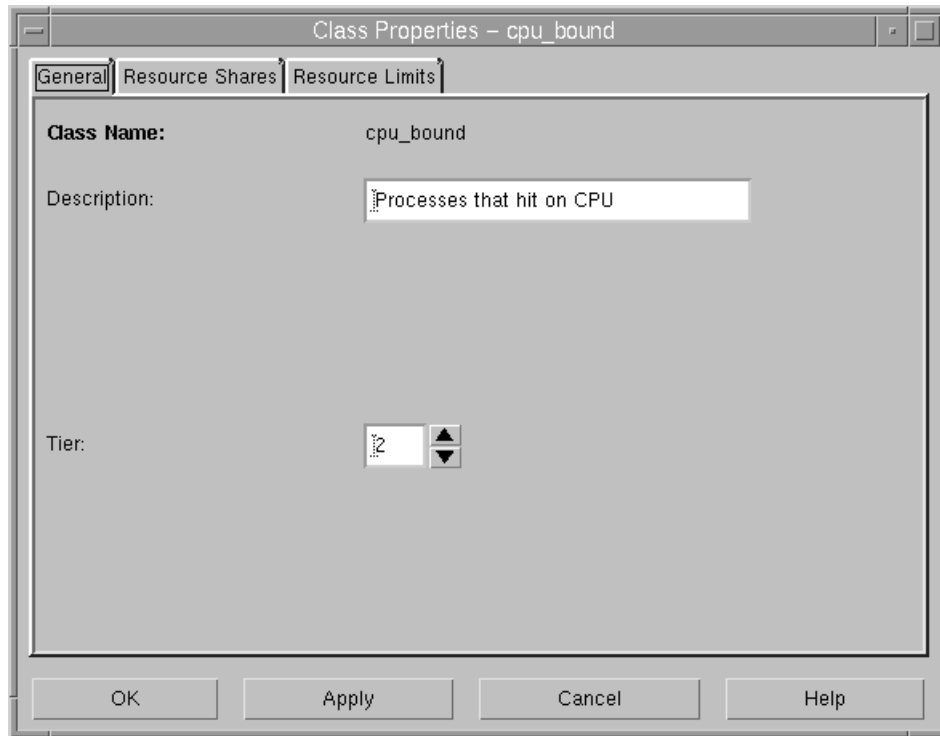 Class Properties – cpu_bound
General Resource Shares Resource Limits
Class Name: cpu_bound
Description: Processes that hit on CPU
Tier: 2
OK Apply Cancel Help